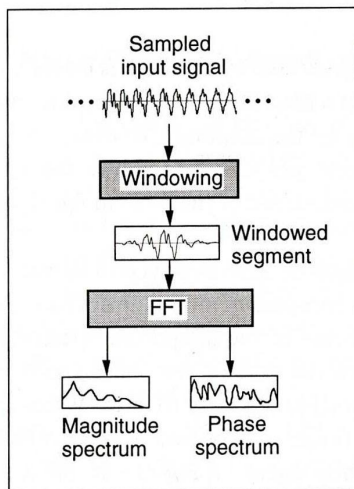 Sampled
input signal
Windowing
Windowed
segment
FFT
Magnitude
spectrum
Phase
spectrum